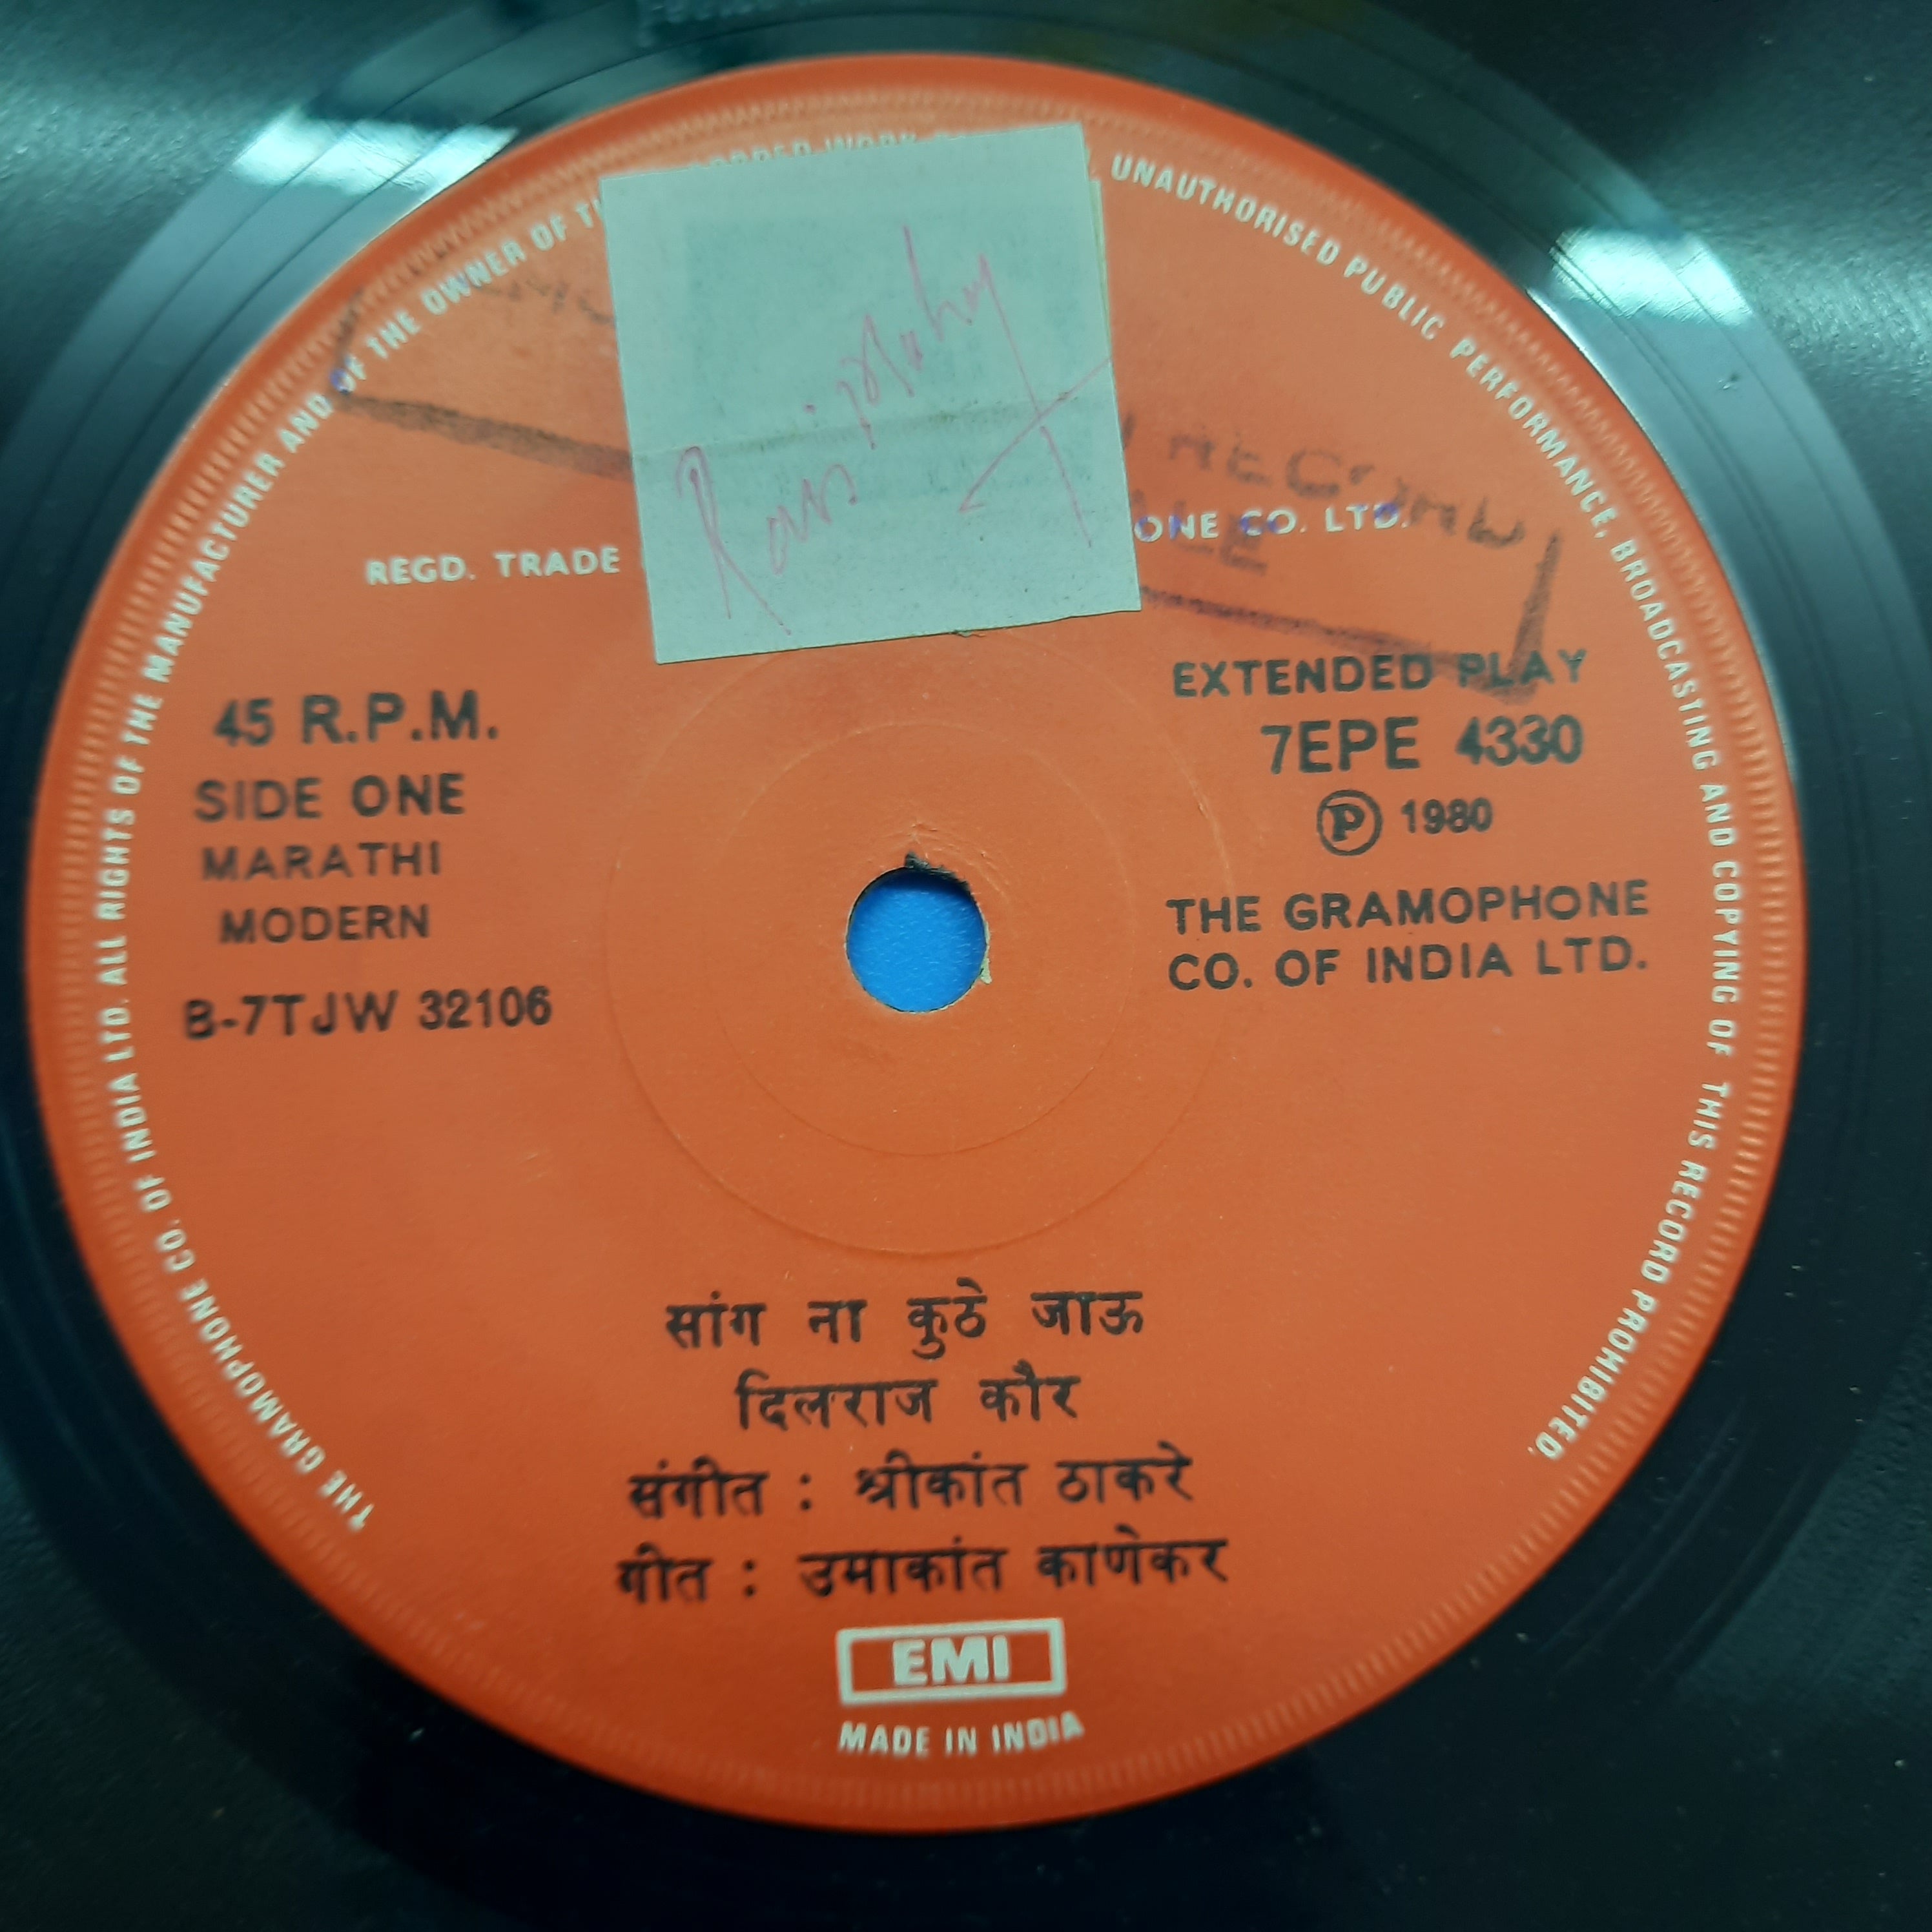 THE GRAMOPHONE CO. OF INDIA LTD. ALL RIGHTS OF THE MANUFACTURER AND OF THE OWNER OF UNAUTHORISED PUBLIC PERFORMANCE, BROADCASTING AND COPYING OF THIS RECORD PROHIBITED.
RECORD
REGD. TRADE CO. LTD.
45 R.P.M.
SIDE ONE
MARATHI
MODERN
B-7TJW 32106
EXTENDED PLAY
7EPE 4330
Ⓟ 1980
THE GRAMOPHONE
CO. OF INDIA LTD.
सांग ना कुठे जाऊ
दिलराज कौर
संगीत : श्रीकांत ठाकरे
गीत : उमाकांत काणेकर
EMI
MADE IN INDIA